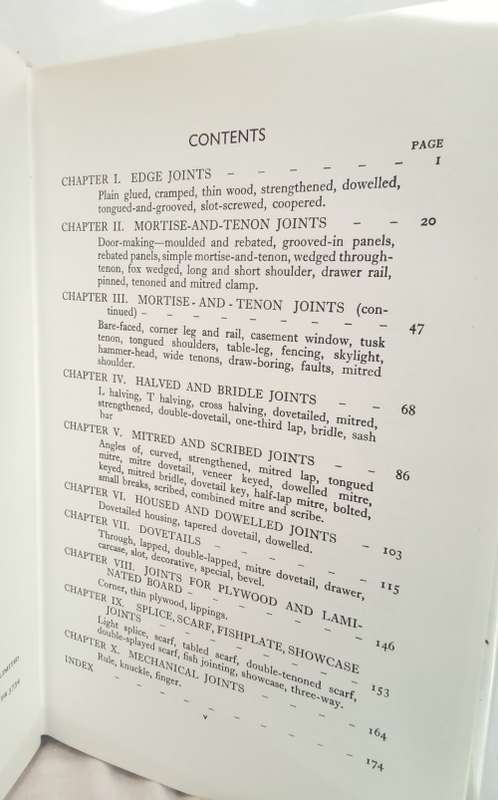 CONTENTS
PAGE
CHAPTER I. EDGE JOINTS – – – – – – 1
Plain glued, cramped, thin wood, strengthened, dowelled,
tongued-and-grooved, slot-screwed, coopered.
CHAPTER II. MORTISE-AND-TENON JOINTS – – 20
Door-making—moulded and rebated, grooved-in panels,
rebated panels, simple mortise-and-tenon, wedged through-
tenon, fox wedged, long and short shoulder, drawer rail,
pinned, tenoned and mitred clamp.
CHAPTER III. MORTISE-AND-TENON JOINTS (con-
tinued) – – – – – – – – 47
Bare-faced, corner leg and rail, casement window, tusk
tenon, tongued shoulders, table-leg, fencing, skylight,
hammer-head, wide tenons, draw-boring, faults, mitred
shoulder.
CHAPTER IV. HALVED AND BRIDLE JOINTS – – 68
L halving, T halving, cross halving, dovetailed, mitred,
strengthened, double-dovetail, one-third lap, bridle, sash
bar
CHAPTER V. MITRED AND SCRIBED JOINTS – – 86
Angles of, curved, strengthened, mitred lap, tongued
mitre, mitre dovetail, veneer keyed, dowelled mitre,
keyed, mitred bridle, dovetail key, half-lap mitre, bolted,
small breaks, scribed, combined mitre and scribe.
CHAPTER VI. HOUSED AND DOWELLED JOINTS – 103
Dovetailed housing, tapered dovetail, dowelled.
CHAPTER VII. DOVETAILS – – – – – – 115
Through, lapped, double-lapped, mitre dovetail, drawer,
carcase, slot, decorative, special, bevel.
CHAPTER VIII. JOINTS FOR PLYWOOD AND LAMI-
NATED BOARD – – – – – – 146
Corner, thin plywood, lippings.
CHAPTER IX. SPLICE, SCARF, FISHPLATE, SHOWCASE
JOINTS – – – – – – – 153
Light splice, scarf, tabled scarf, double-tenoned scarf,
double-splayed scarf, fish jointing, showcase, three-way.
CHAPTER X. MECHANICAL JOINTS – – – – 164
Rule, knuckle, finger.
INDEX – – – – – – – – 174
v
LIMITED